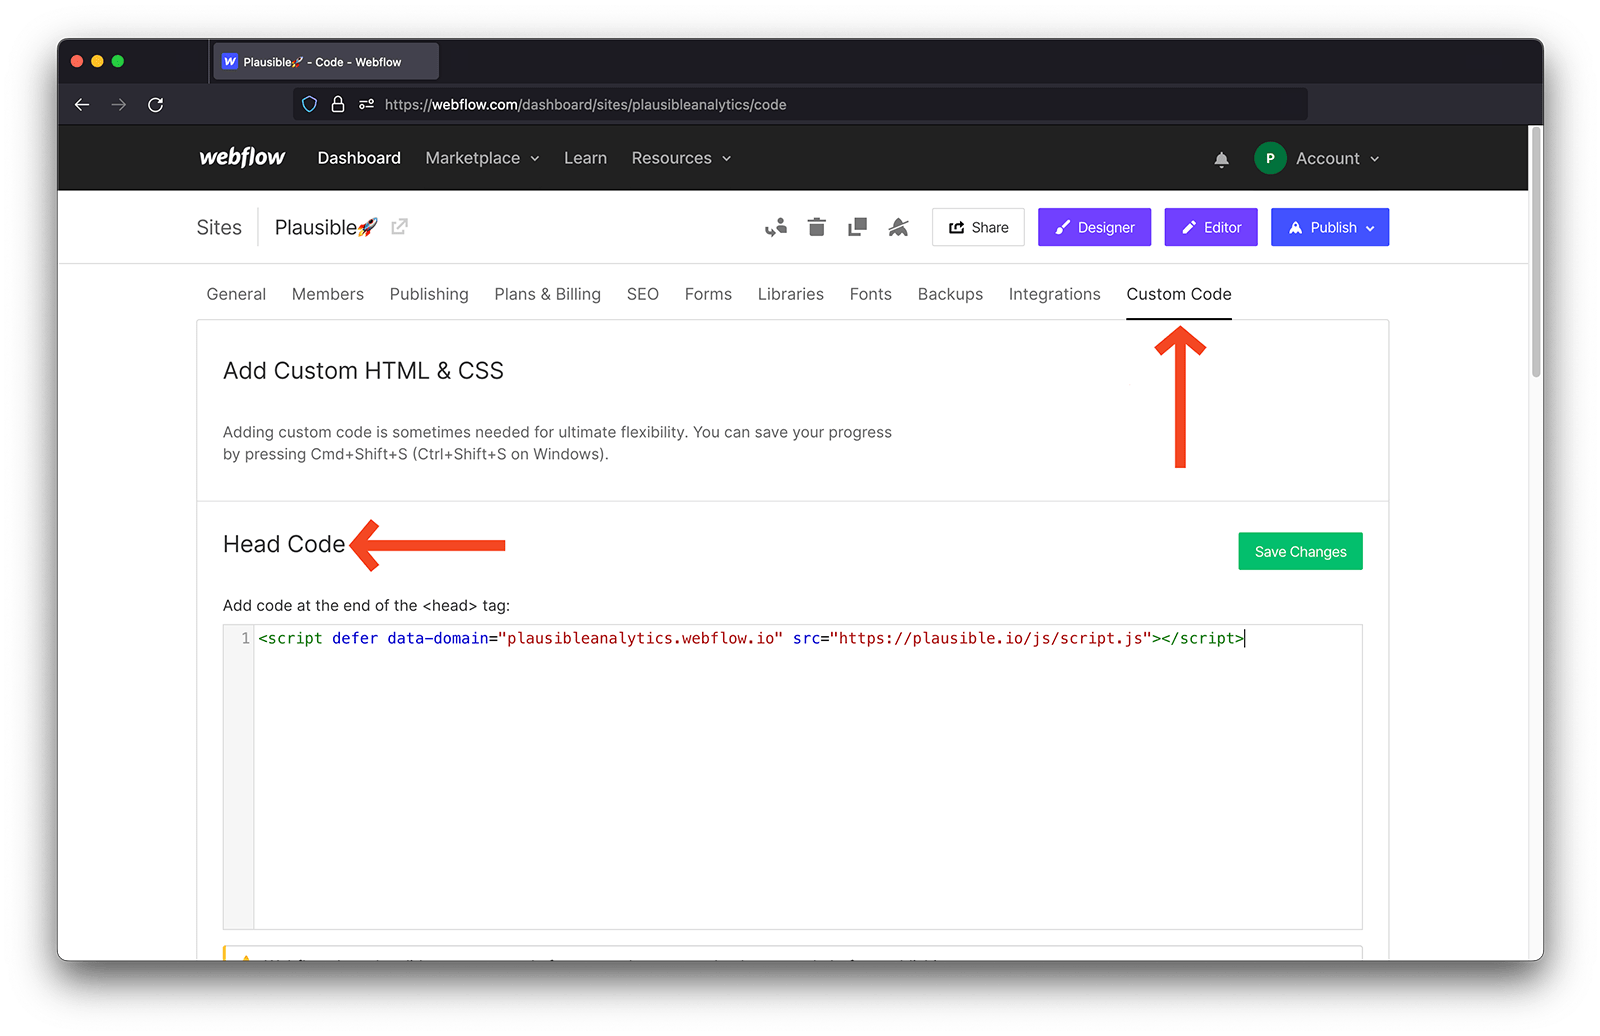 Plausible🚀 - Code - Webflow
https://webflow.com/dashboard/sites/plausibleanalytics/code
webflow Dashboard Marketplace Learn Resources P Account
Sites Plausible🚀 Share Designer Editor Publish
General Members Publishing Plans & Billing SEO Forms Libraries Fonts Backups Integrations Custom Code
Add Custom HTML & CSS
Adding custom code is sometimes needed for ultimate flexibility. You can save your progress
by pressing Cmd+Shift+S (Ctrl+Shift+S on Windows).
Head Code
Save Changes
Add code at the end of the <head> tag:
1 <script defer data-domain="plausibleanalytics.webflow.io" src="https://plausible.io/js/script.js"></script>